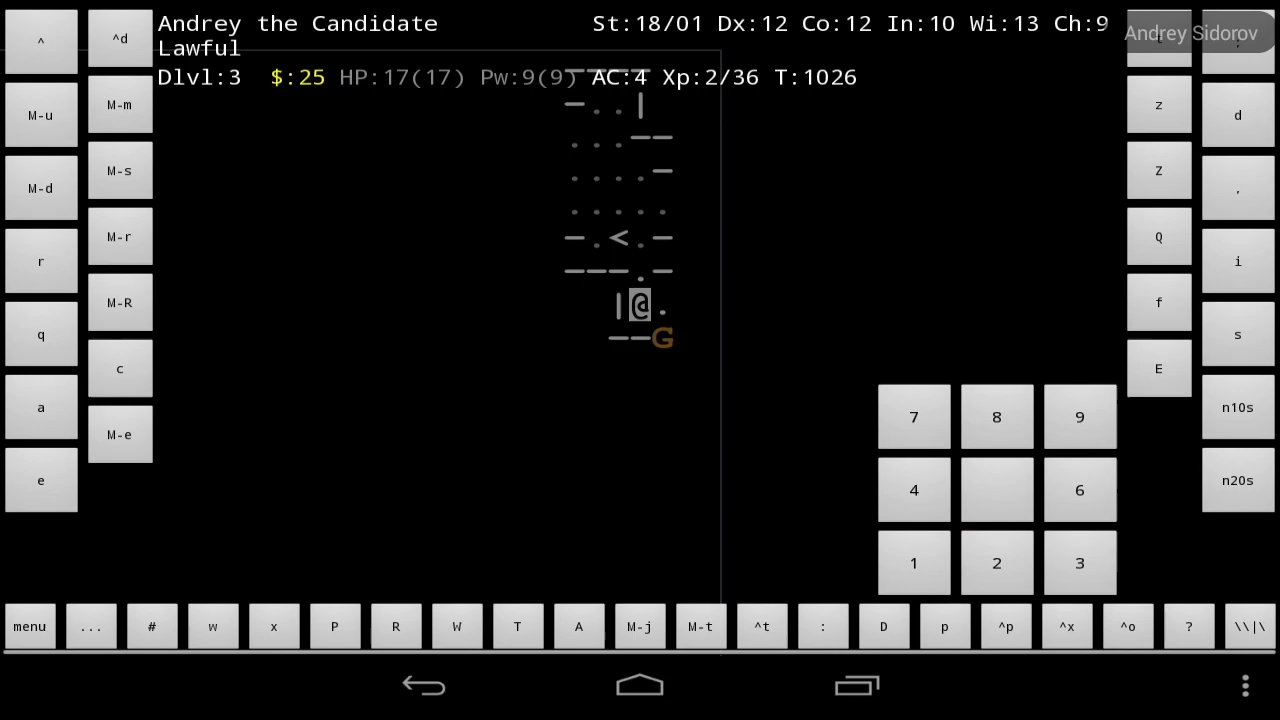 Andrey the Candidate St:18/01 Dx:12 Co:12 In:10 Wi:13 Ch:9
Lawful
Dlvl:3 $:25 HP:17(17) Pw:9(9) AC:4 Xp:2/36 T:1026
Andrey Sidorov
-----
-..|
...--
....-
.....
-.<.-
---.-
|@.
--G
^ ^d
M-u M-m z d
M-d M-s Z ,
r M-r Q i
q M-R f s
a c E n10s
e M-e n20s
7 8 9
4 6
1 2 3
menu ... # w x P R W T A M-j M-t ^t : D p ^p ^x ^o ? \\|\